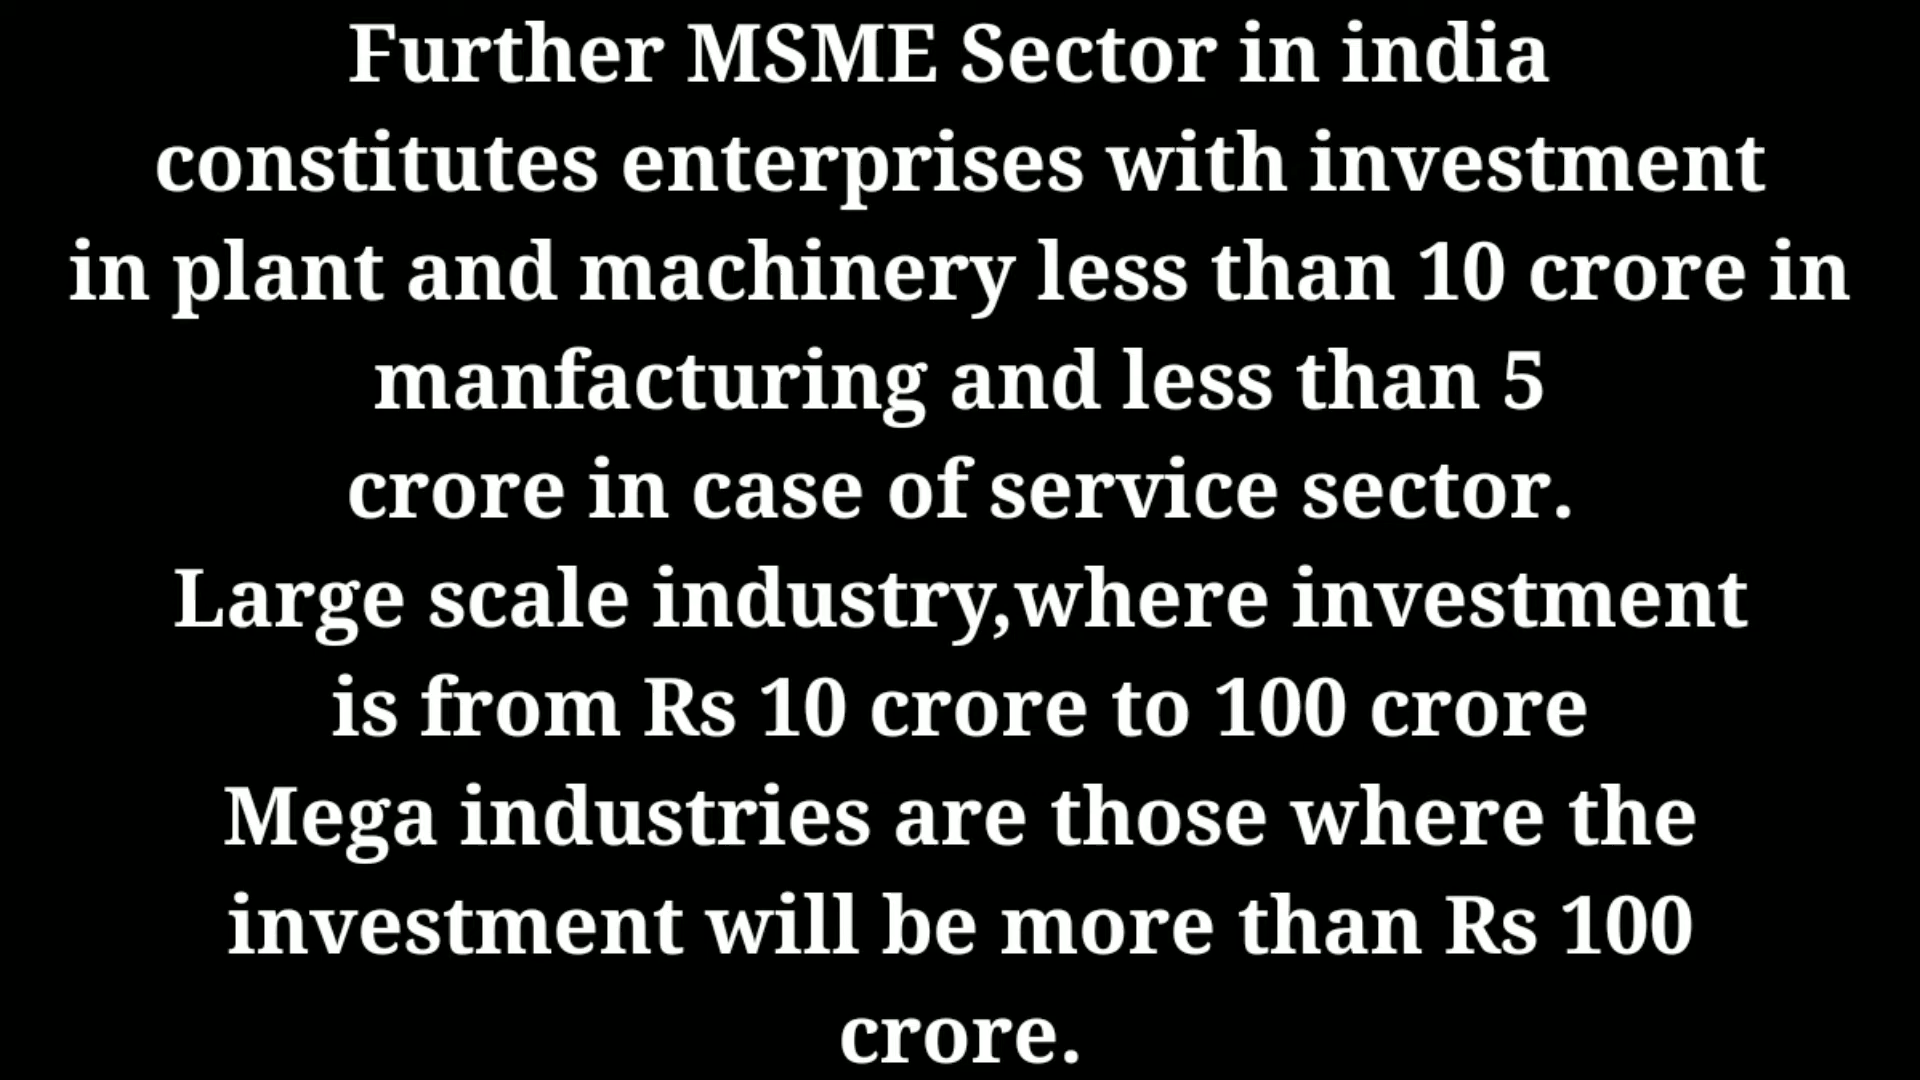 Further MSME Sector in india
constitutes enterprises with investment
in plant and machinery less than 10 crore in
manfacturing and less than 5
crore in case of service sector.
Large scale industry,where investment
is from Rs 10 crore to 100 crore
Mega industries are those where the
investment will be more than Rs 100
crore.